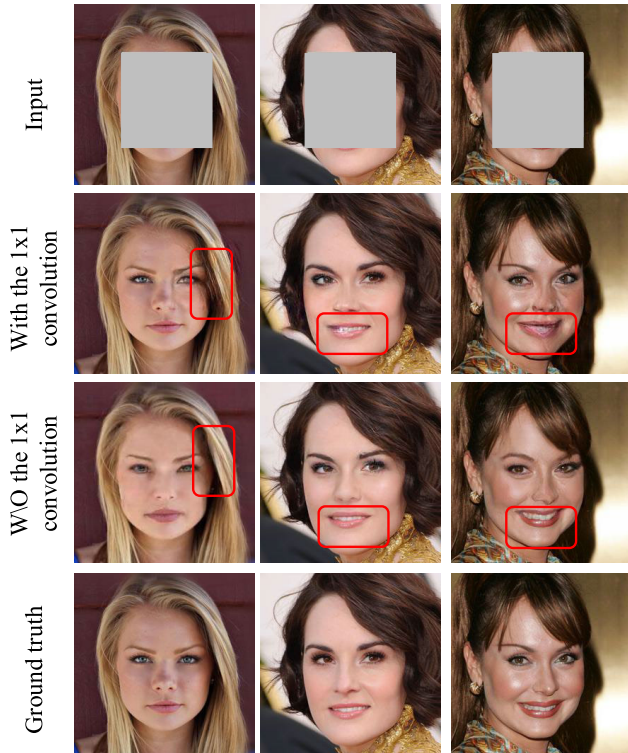 Input
With the 1x1
convolution
W\O the 1x1
convolution
Ground truth